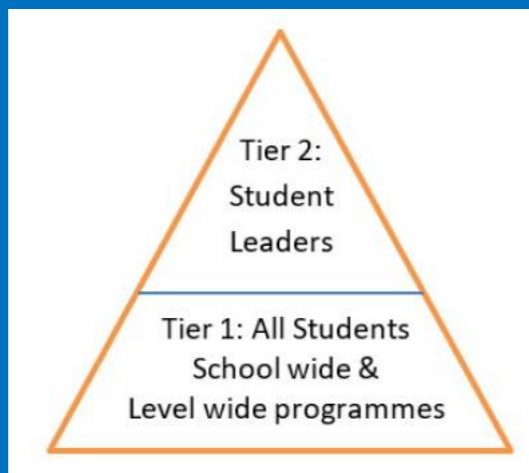 Tier 2:
Student
Leaders
Tier 1: All Students
School wide &
Level wide programmes